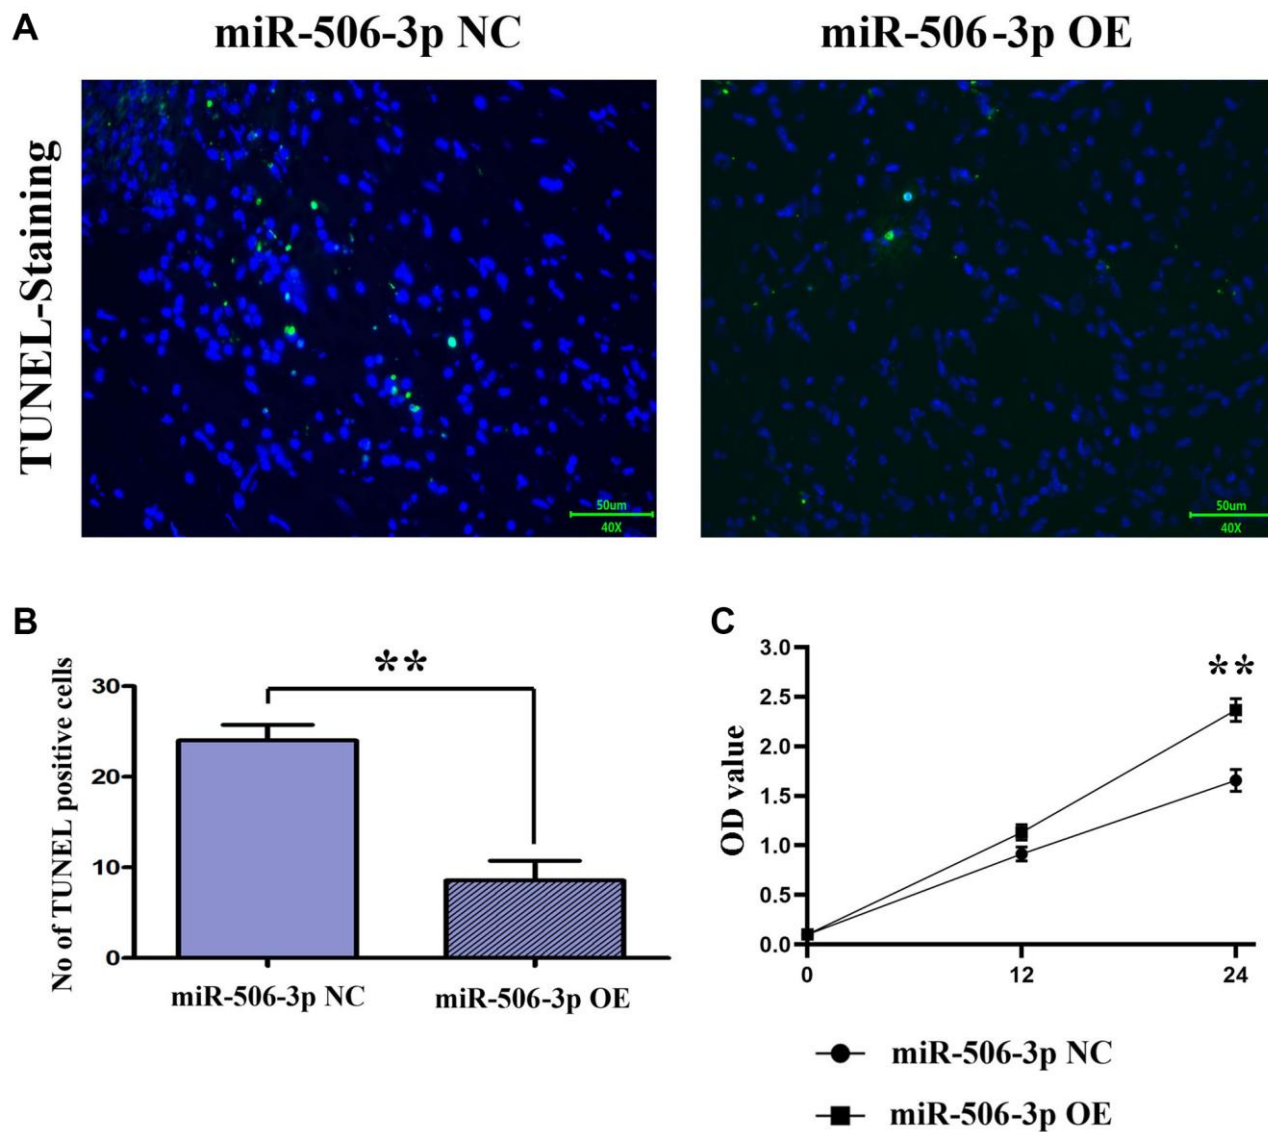 A
miR-506-3p NC
miR-506-3p OE
TUNEL-Staining
50um
40X
50um
40X
B
No of TUNEL positive cells
30
20
10
0
**
miR-506-3p NC
miR-506-3p OE
C
OD value
3.0
2.5
2.0
1.5
1.0
0.5
0.0
**
0
12
24
miR-506-3p NC
miR-506-3p OE